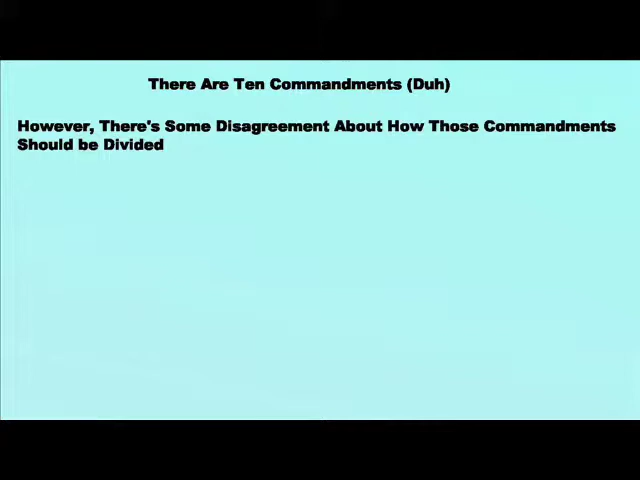 There Are Ten Commandments (Duh)
However, There's Some Disagreement About How Those Commandments
Should be Divided